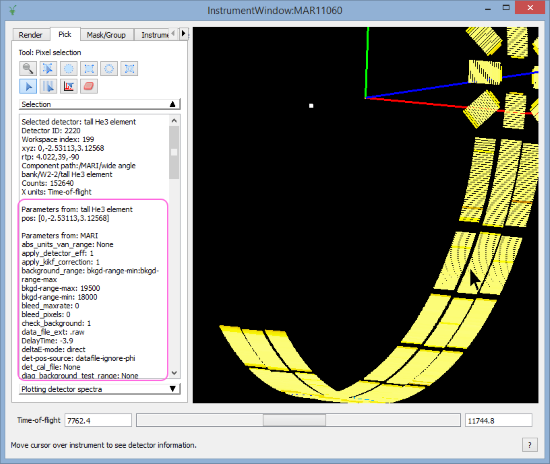 InstrumentWindow:MAR11060
Render
Pick
Mask/Group
Instrume
Tool: Pixel selection
Selection
Selected detector: tall He3 element
Detector ID: 2220
Workspace index: 199
xyz: 0,-2.53113,3.12568
rtp: 4.022,39,-90
Component path:/MARI/wide angle
bank/W2-2/tall He3 element
Counts: 152640
X units: Time-of-flight
Parameters from: tall He3 element
pos: [0,-2.53113,3.12568]
Parameters from: MARI
abs_units_van_range: None
apply_detector_eff: 1
apply_kikf_correction: 1
background_range: bkgd-range-min:bkgd-
range-max
bkgd-range-max: 19500
bkgd-range-min: 18000
bleed_maxrate: 0
bleed_pixels: 0
check_background: 1
data_file_ext: .raw
DelayTime: -3.9
deltaE-mode: direct
det-pos-source: datafile-ignore-phi
det_cal_file: None
diag_background_test_range: None
Plotting detector spectra
Time-of-flight
7762.4
11744.8
Move cursor over instrument to see detector information.
?